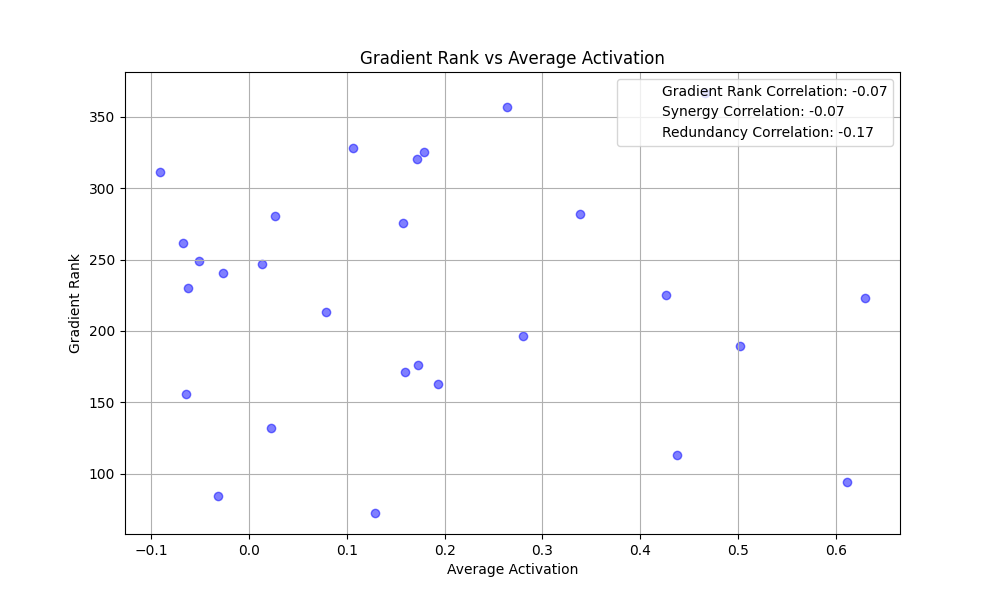 Gradient Rank vs Average Activation
Gradient Rank Correlation: -0.07
Synergy Correlation: -0.07
Redundancy Correlation: -0.17
Gradient Rank
350
300
250
200
150
100
−0.1
0.0
0.1
0.2
0.3
0.4
0.5
0.6
Average Activation